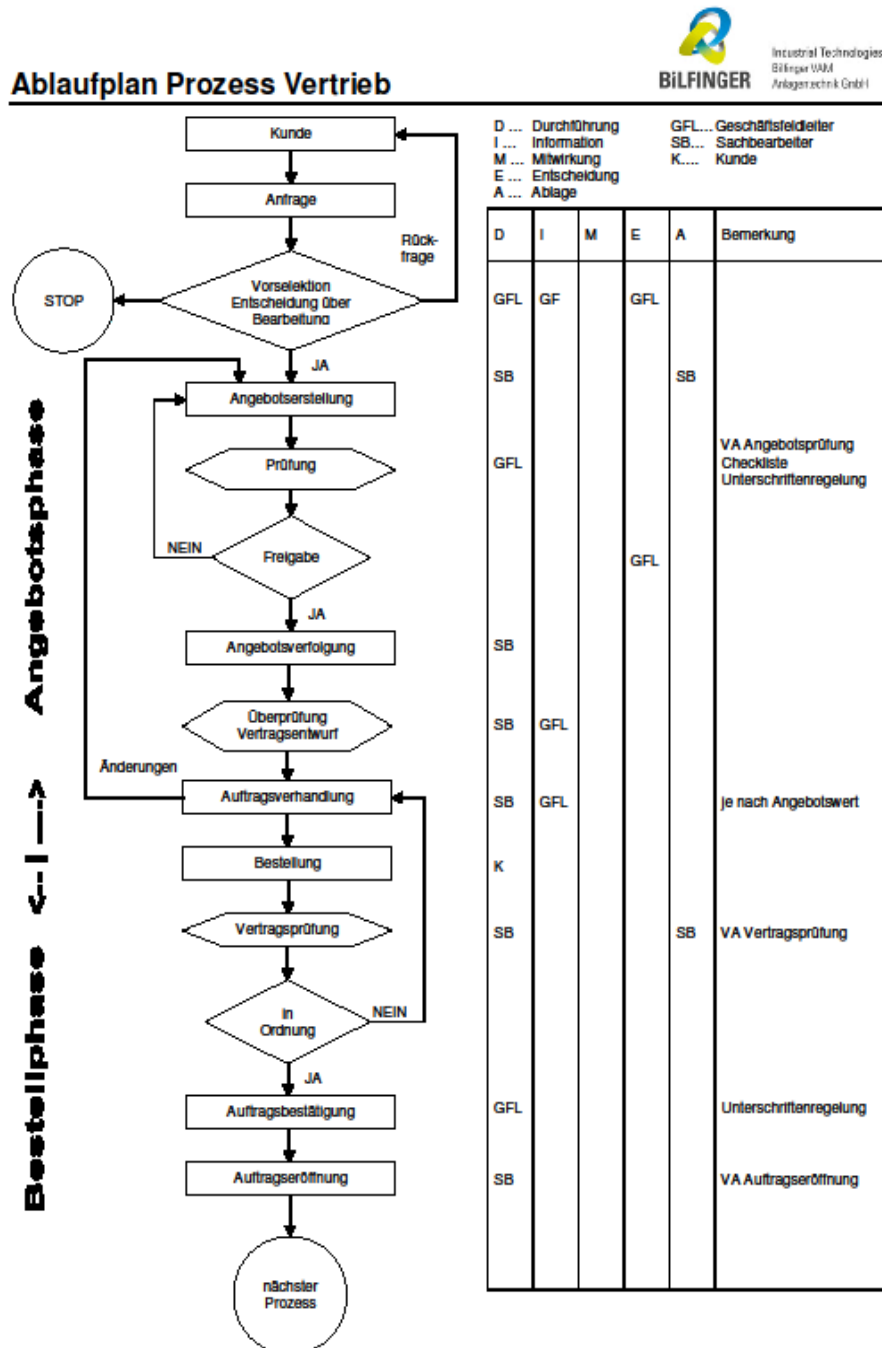 Industrial Technologies
Bilfinger VAM
Anlagentechnik GmbH
BILFINGER
Ablaufplan Prozess Vertrieb
D ... Durchführung
I ... Information
M ... Mitwirkung
E ... Entscheidung
A ... Ablage
GFL... Geschäftsfeldleiter
SB... Sachbearbeiter
K.... Kunde
Kunde
Anfrage
Rück-
frage
Vorselektion
Entscheidung über
Bearbeitung
STOP
JA
Angebotserstellung
Prüfung
NEIN
Freigabe
JA
Angebotsverfolgung
Überprüfung
Vertragsentwurf
Änderungen
Auftragsverhandlung
Bestellung
Vertragsprüfung
in
Ordnung
NEIN
JA
Auftragsbestätigung
Auftragseröffnung
nächster
Prozess
Bestellphase <--|---> Angebotsphase
D I M E A Bemerkung
GFL GF GFL
SB SB
GFL
VA Angebotsprüfung
Checkliste
Unterschriftenregelung
GFL
SB
SB GFL
SB GFL je nach Angebotswert
K
SB SB VA Vertragsprüfung
GFL Unterschriftenregelung
SB VA Auftragseröffnung